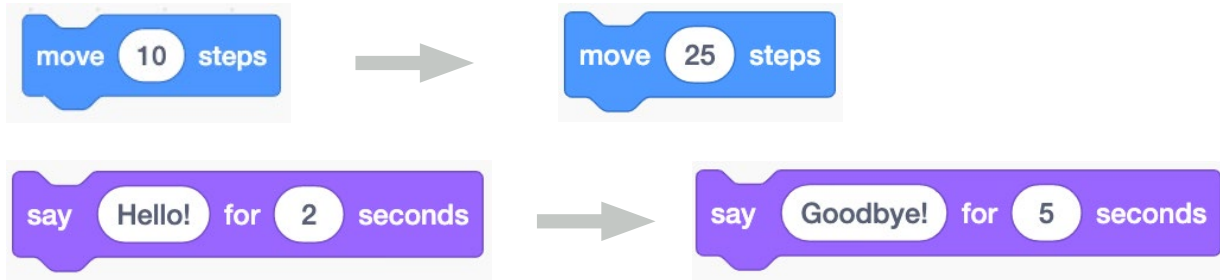 move 10 steps move 25 steps
say Hello! for 2 seconds say Goodbye! for 5 seconds